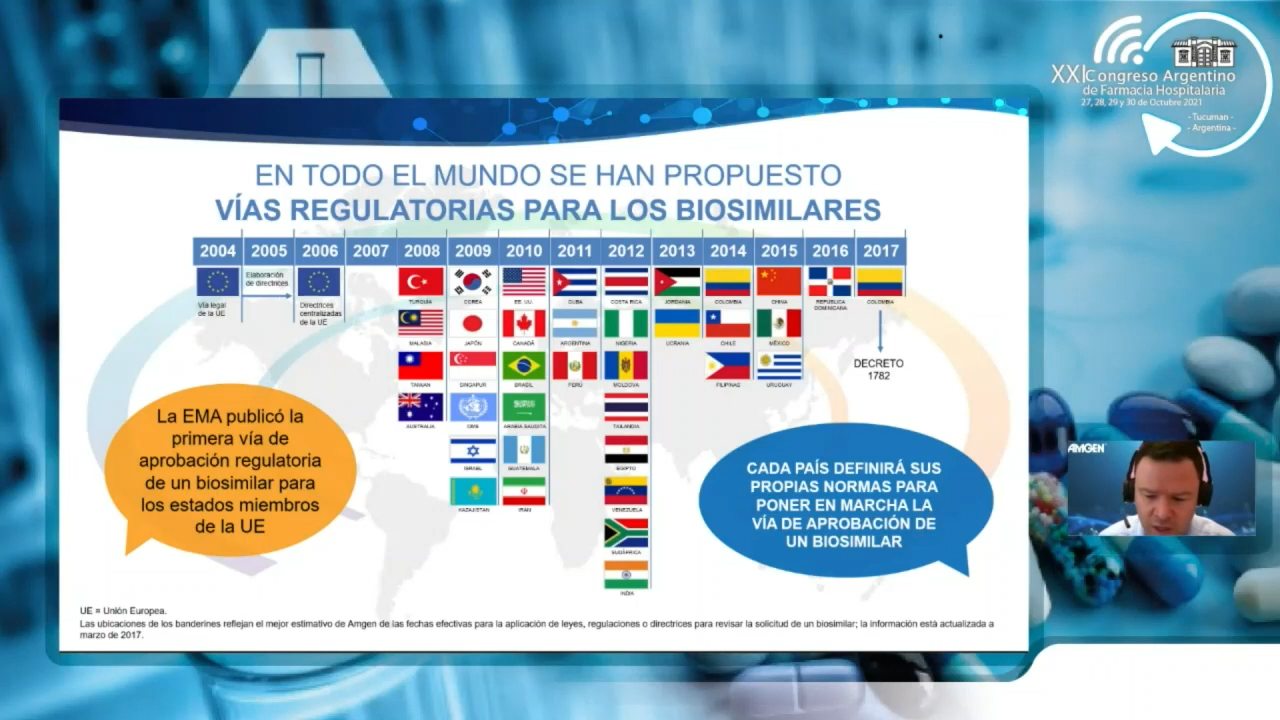 XXI Congreso Argentino
de Farmacia Hospitalaria
27, 28, 29 y 30 de Octubre 2021
- Tucuman -
- Argentina -
EN TODO EL MUNDO SE HAN PROPUESTO
VÍAS REGULATORIAS PARA LOS BIOSIMILARES
2004 2005 2006 2007 2008 2009 2010 2011 2012 2013 2014 2015 2016 2017
Elaboración
de directrices
Vía legal
de la UE
Directrices
centralizadas
de la UE
TURQUÍA COREA EE. UU. CUBA COSTA RICA JORDANIA COLOMBIA CHINA REPÚBLICA
DOMINICANA
COLOMBIA
MALASIA JAPÓN CANADÁ ARGENTINA NIGERIA UCRANIA CHILE MÉXICO
TAIWAN SINGAPUR BRASIL PERÚ MOLDOVA FILIPINAS URUGUAY
AUSTRALIA OMS ARABIA SAUDITA TAILANDIA
ISRAEL GUATEMALA EGIPTO
KAZAJISTAN IRAN VENEZUELA
SUDÁFRICA
INDIA
DECRETO
1782
La EMA publicó la
primera vía de
aprobación regulatoria
de un biosimilar para
los estados miembros
de la UE
CADA PAÍS DEFINIRÁ SUS
PROPIAS NORMAS PARA
PONER EN MARCHA LA
VÍA DE APROBACIÓN DE
UN BIOSIMILAR
AMGEN
UE = Unión Europea.
Las ubicaciones de los banderines reflejan el mejor estimativo de Amgen de las fechas efectivas para la aplicación de leyes, regulaciones o directrices para revisar la solicitud de un biosimilar; la información está actualizada a
marzo de 2017.